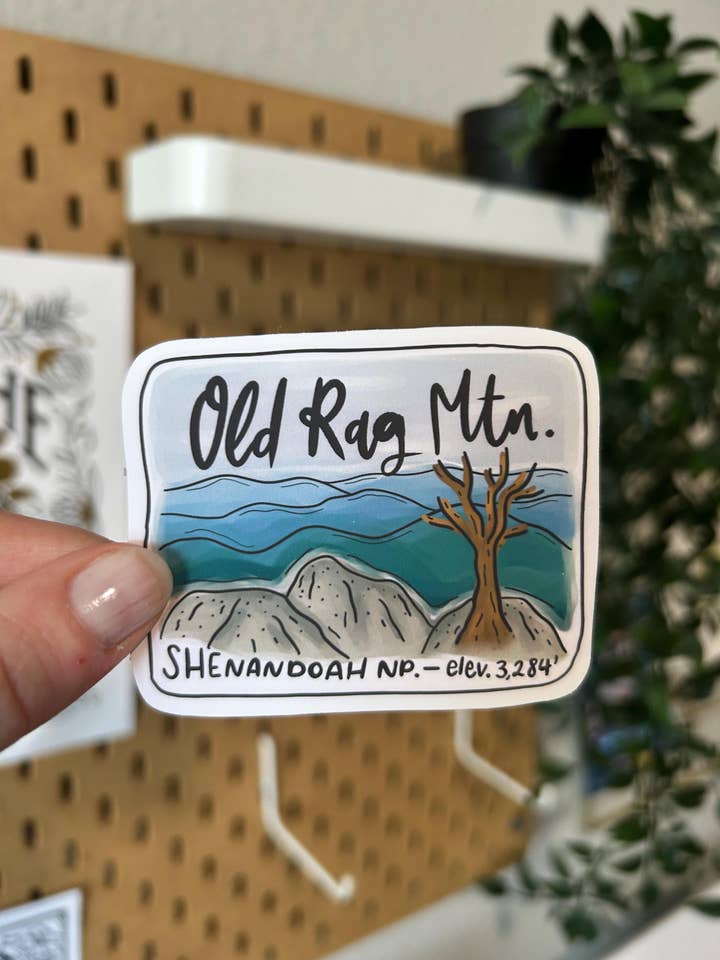 Old Rag Mtn.
SHENANDOAH NP. – elev. 3,284'